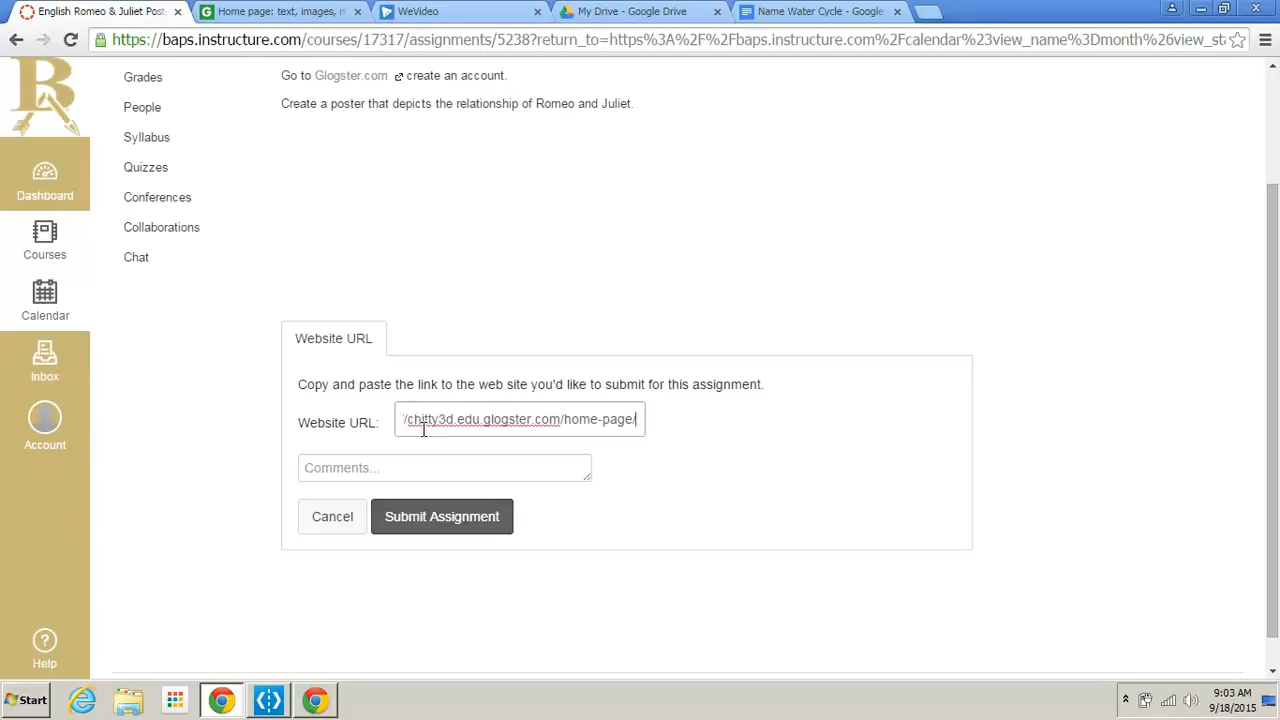 English Romeo & Juliet Post
Home page: text, images, m
WeVideo
My Drive - Google Drive
Name Water Cycle - Google
https://baps.instructure.com/courses/17317/assignments/5238?return_to=https%3A%2F%2Fbaps.instructure.com%2Fcalendar%23view_name%3Dmonth%26view_st
B
Grades
People
Syllabus
Quizzes
Conferences
Collaborations
Chat
Dashboard
Courses
Calendar
Inbox
Account
Help
Go to Glogster.com create an account.
Create a poster that depicts the relationship of Romeo and Juliet.
Website URL
Copy and paste the link to the web site you'd like to submit for this assignment.
Website URL: /chitty3d.edu.glogster.com/home-page/
Comments...
Cancel Submit Assignment
Start
9:03 AM
9/18/2015